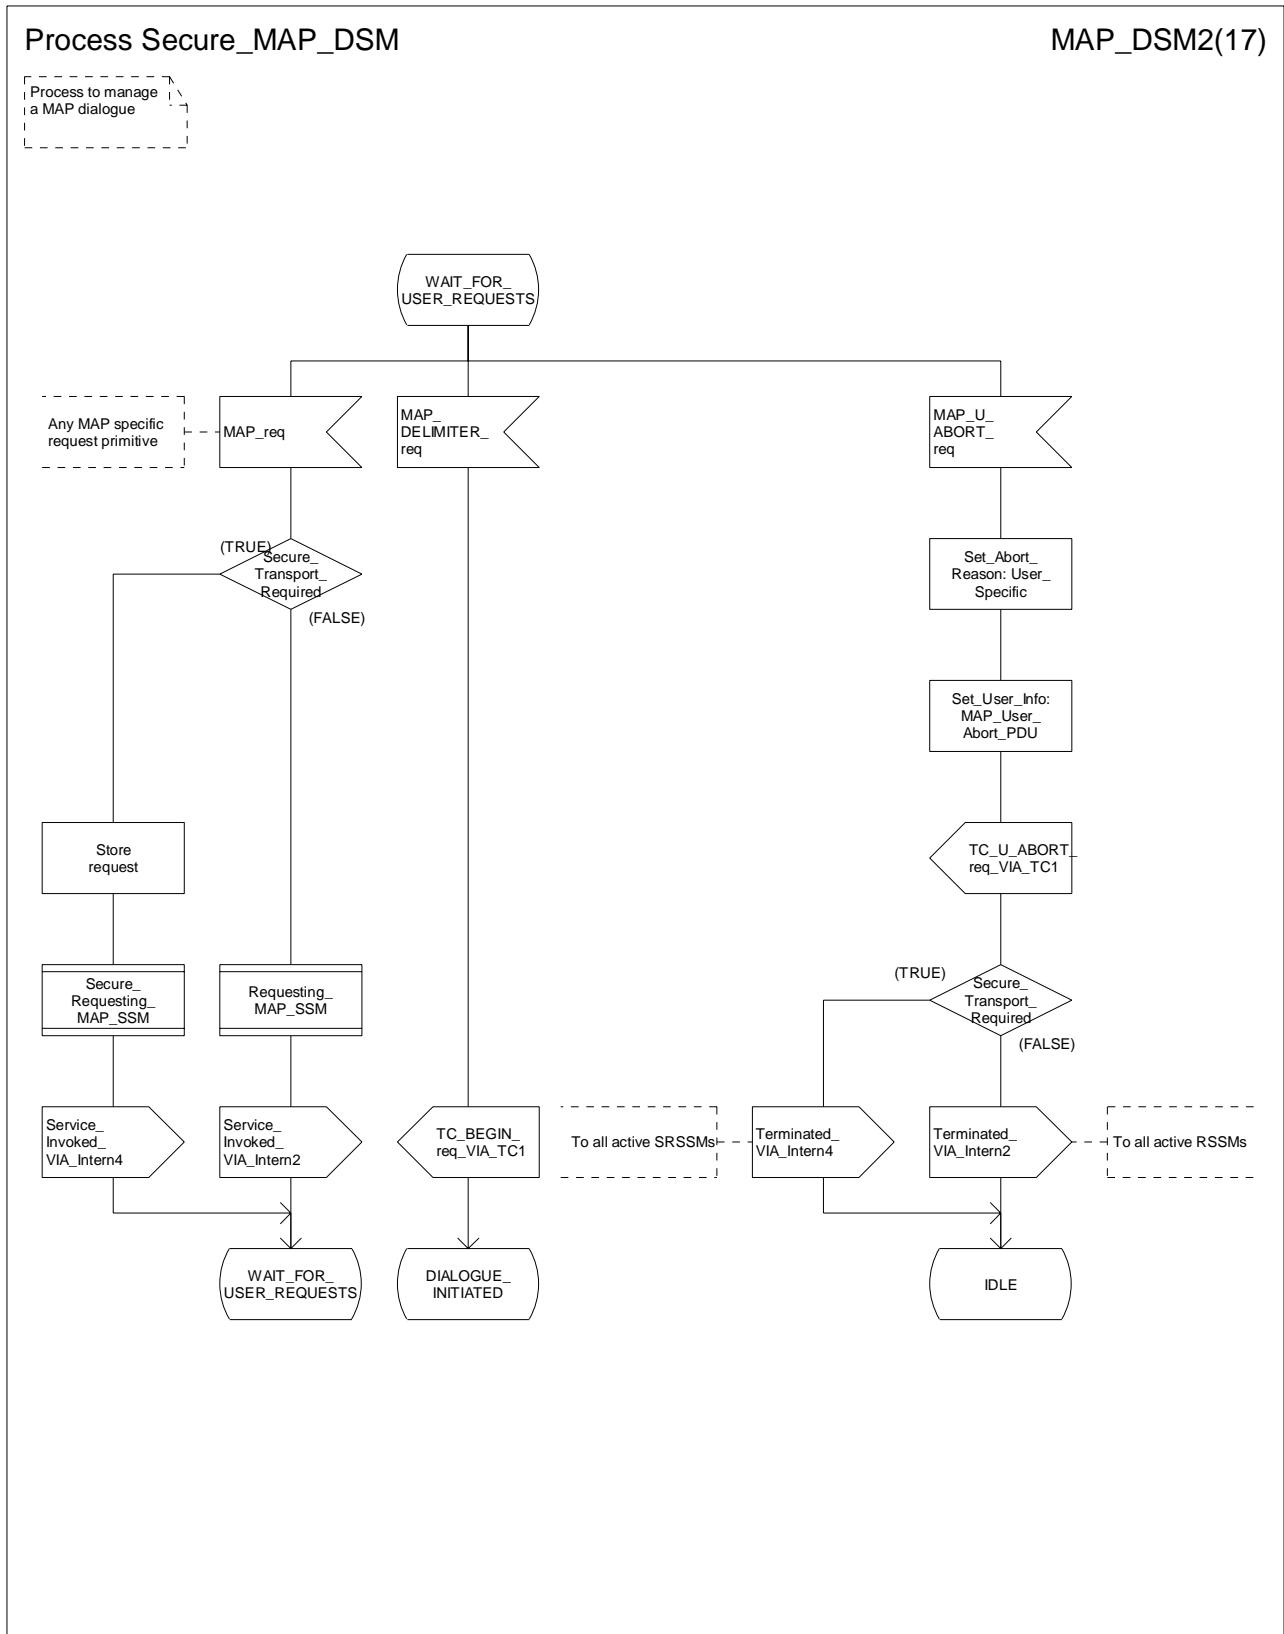 Process Secure_MAP_DSM
MAP_DSM2(17)
Process to manage
a MAP dialogue
WAIT_FOR_
USER_REQUESTS
Any MAP specific
request primitive
MAP_req
MAP_
DELIMITER_
req
MAP_U_
ABORT_
req
(TRUE)
Secure_
Transport_
Required
(FALSE)
Set_Abort_
Reason: User_
Specific
Set_User_Info:
MAP_User_
Abort_PDU
Store
request
TC_U_ABORT_
req_VIA_TC1
Secure_
Requesting_
MAP_SSM
Requesting_
MAP_SSM
(TRUE)
Secure_
Transport_
Required
(FALSE)
Service_
Invoked_
VIA_Intern4
Service_
Invoked_
VIA_Intern2
TC_BEGIN_
req_VIA_TC1
To all active SRSSMs
Terminated_
VIA_Intern4
Terminated_
VIA_Intern2
To all active RSSMs
WAIT_FOR_
USER_REQUESTS
DIALOGUE_
INITIATED
IDLE